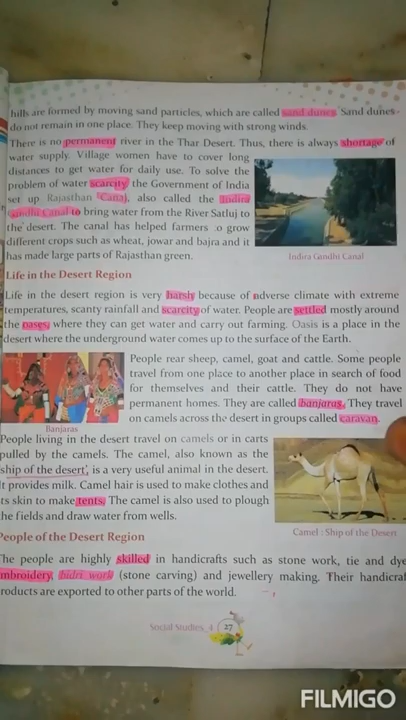 hills are formed by moving sand particles, which are called sand dunes. Sand dunes
do not remain in one place. They keep moving with strong winds.
There is no permanent river in the Thar Desert. Thus, there is always shortage of
water supply. Village women have to cover long
distances to get water for daily use. To solve the
problem of water scarcity, the Government of India
set up Rajasthan Canal, also called the Indira
Gandhi Canal to bring water from the River Satluj to
the desert. The canal has helped farmers to grow
different crops such as wheat, jowar and bajra and it
has made large parts of Rajasthan green.
Indira Gandhi Canal
Life in the Desert Region
Life in the desert region is very harsh because of adverse climate with extreme
temperatures, scanty rainfall and scarcity of water. People are settled mostly around
the oases, where they can get water and carry out farming. Oasis is a place in the
desert where the underground water comes up to the surface of the Earth.
People rear sheep, camel, goat and cattle. Some people
travel from one place to another place in search of food
for themselves and their cattle. They do not have
permanent homes. They are called banjaras. They travel
on camels across the desert in groups called caravan.
Banjaras
People living in the desert travel on camels or in carts
pulled by the camels. The camel, also known as the
'ship of the desert', is a very useful animal in the desert.
It provides milk. Camel hair is used to make clothes and
its skin to make tents. The camel is also used to plough
the fields and draw water from wells.
Camel : Ship of the Desert
People of the Desert Region
The people are highly skilled in handicrafts such as stone work, tie and dye
mbroidery, bidri work (stone carving) and jewellery making. Their handicraf
roducts are exported to other parts of the world.
Social Studies_4
27
FILMIGO